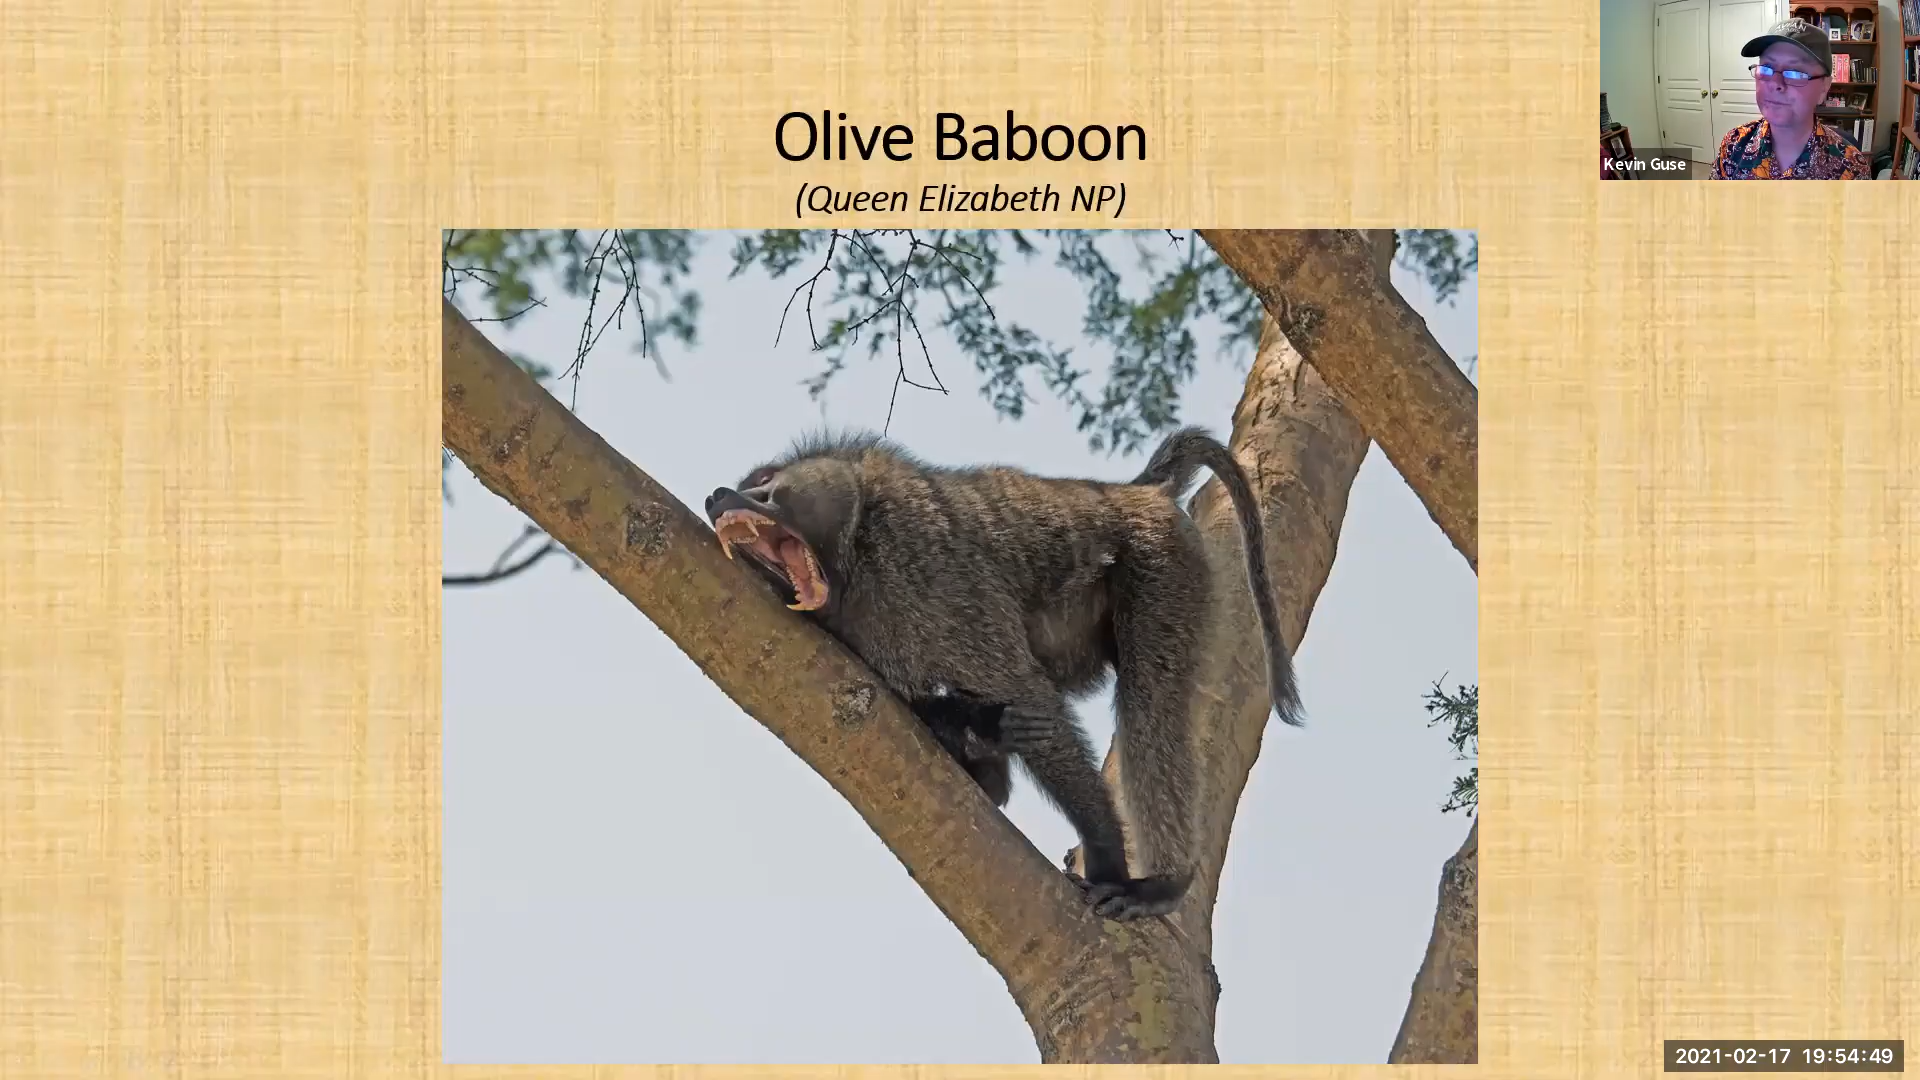 Olive Baboon
(Queen Elizabeth NP)
Kevin Guse
2021-02-17 19:54:49